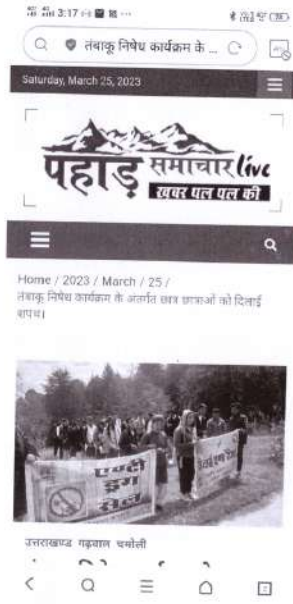 3:17
तंबाकू निषेध कार्यक्रम के ...
Saturday, March 25, 2023
पहाड़ समाचार live
खबर पल पल की
Home / 2023 / March / 25 /
तंबाकू निषेध कार्यक्रम के अंतर्गत छात्र छात्राओं को दिलाई
शपथ।
एण्टी
ड्रग
सेल
उत्तराखण्ड गढ़वाल चमोली